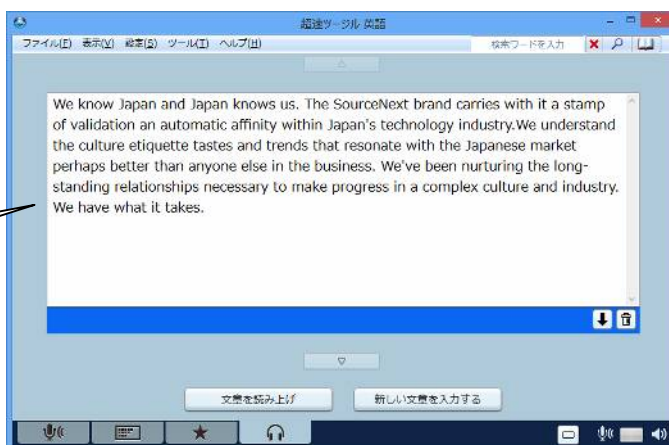 超速ツージル 英語
ファイル(F) 表示(V) 設定(S) ツール(T) ヘルプ(H) 検索ワードを入力
We know Japan and Japan knows us. The SourceNext brand carries with it a stamp
of validation an automatic affinity within Japan's technology industry.We understand
the culture etiquette tastes and trends that resonate with the Japanese market
perhaps better than anyone else in the business. We've been nurturing the long-
standing relationships necessary to make progress in a complex culture and industry.
We have what it takes.
文章を読み上げ 新しい文章を入力する